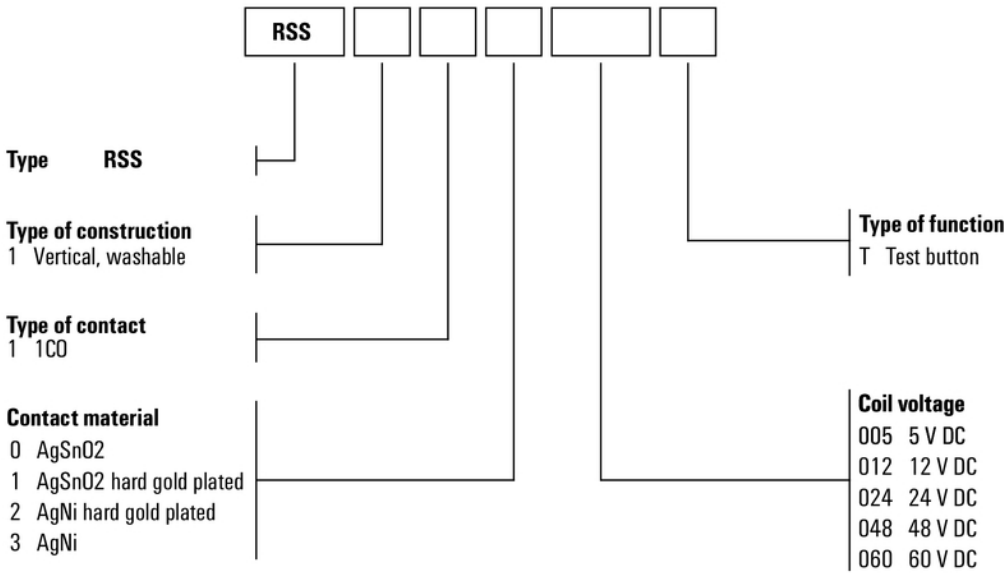 RSS
Type RSS
Type of construction
1 Vertical, washable
Type of contact
1 1CO
Contact material
0 AgSnO2
1 AgSnO2 hard gold plated
2 AgNi hard gold plated
3 AgNi
Type of function
T Test button
Coil voltage
005 5 V DC
012 12 V DC
024 24 V DC
048 48 V DC
060 60 V DC